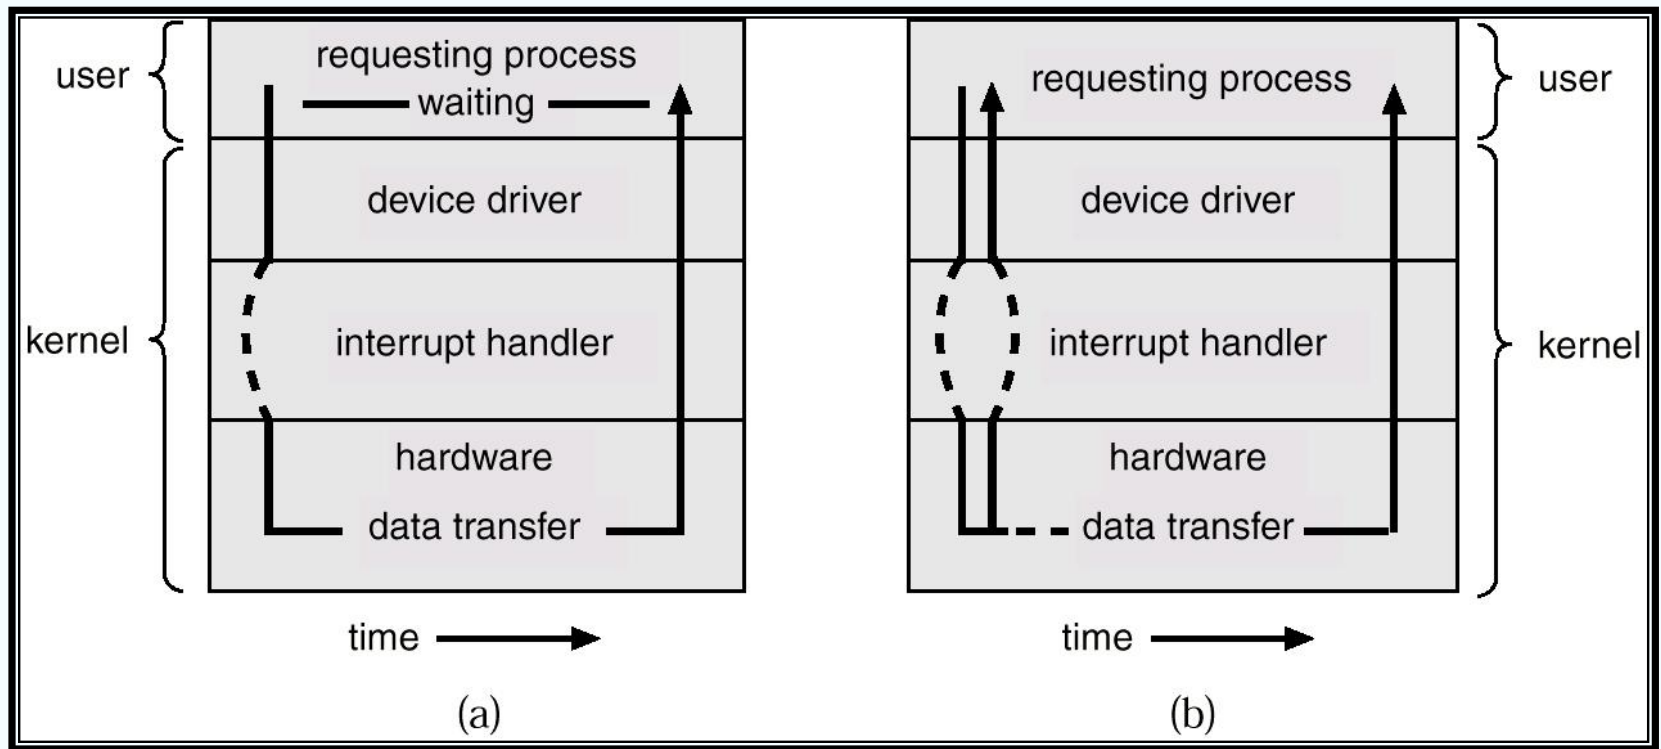 user
requesting process
waiting
device driver
kernel
interrupt handler
hardware
data transfer
time
(a)
requesting process
user
device driver
interrupt handler
kernel
hardware
data transfer
time
(b)